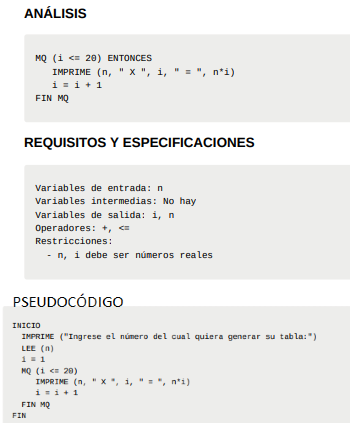 ANÁLISIS
MQ (i <= 20) ENTONCES
IMPRIME (n, " X ", i, " = ", n*i)
i = i + 1
FIN MQ
REQUISITOS Y ESPECIFICACIONES
Variables de entrada: n
Variables intermedias: No hay
Variables de salida: i, n
Operadores: +, <=
Restricciones:
- n, i debe ser números reales
PSEUDOCÓDIGO
INICIO
IMPRIME ("Ingrese el número del cual quiera generar su tabla:")
LEE (n)
i = 1
MQ (i <= 20)
IMPRIME (n, " X ", i, " = ", n*i)
i = i + 1
FIN MQ
FIN